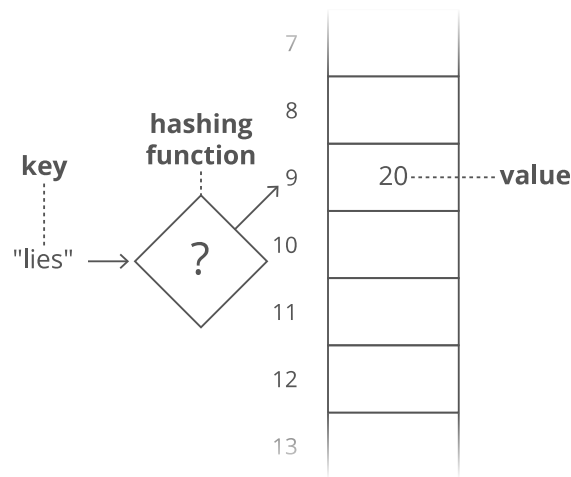 7
8
hashing
function
key
9
20
value
"lies"
?
10
11
12
13